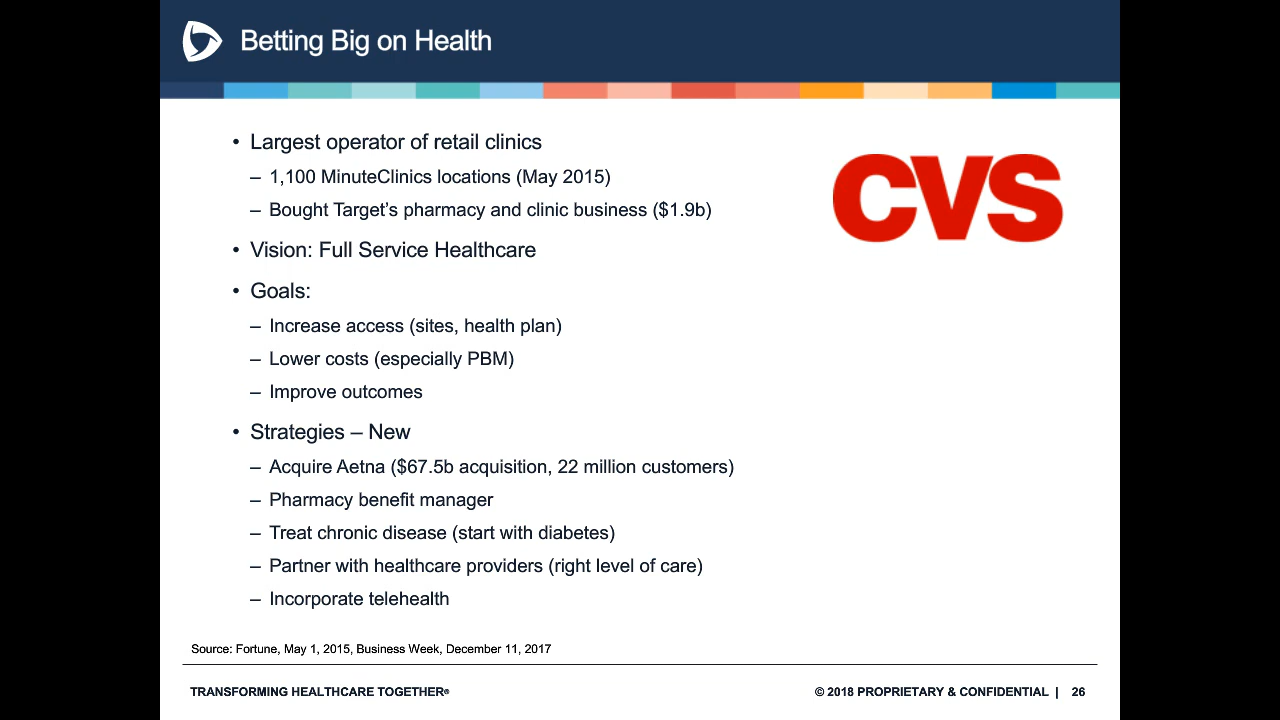 Betting Big on Health
• Largest operator of retail clinics
– 1,100 MinuteClinics locations (May 2015)
– Bought Target’s pharmacy and clinic business ($1.9b)
CVS
• Vision: Full Service Healthcare
• Goals:
– Increase access (sites, health plan)
– Lower costs (especially PBM)
– Improve outcomes
• Strategies – New
– Acquire Aetna ($67.5b acquisition, 22 million customers)
– Pharmacy benefit manager
– Treat chronic disease (start with diabetes)
– Partner with healthcare providers (right level of care)
– Incorporate telehealth
Source: Fortune, May 1, 2015, Business Week, December 11, 2017
TRANSFORMING HEALTHCARE TOGETHER®
© 2018 PROPRIETARY & CONFIDENTIAL | 26